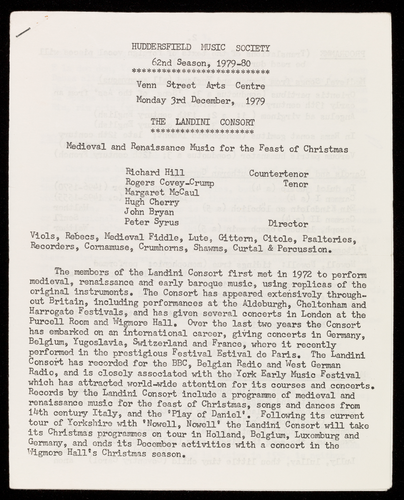 HUDDERSFIELD MUSIC SOCIETY
62nd Season, 1979-80
************************
Venn Street Arts Centre
Monday 3rd December, 1979
THE LANDINI CONSORT
*********************
Medieval and Renaissance Music for the Feast of Christmas
Richard Hill Countertenor
Rogers Covey-Crump Tenor
Margaret McCaul
Hugh Cherry
John Bryan
Peter Syrus Director
Viols, Rebecs, Medieval Fiddle, Lute, Gittern, Citole, Psalteries,
Recorders, Cornamuse, Crumhorns, Shawms, Curtal & Percussion.
The members of the Landini Consort first met in 1972 to perform
medieval, renaissance and early baroque music, using replicas of the
original instruments. The Consort has appeared extensively through-
out Britain, including performances at the Aldeburgh, Cheltenham and
Harrogate Festivals, and has given several concerts in London at the
Purcell Room and Wigmore Hall. Over the last two years the Consort
has embarked on an international career, giving concerts in Germany,
Belgium, Yugoslavia, Switzerland and France, where it recently
performed in the prestigious Festival Estival de Paris. The Landini
Consort has recorded for the BBC, Belgian Radio and West German
Radio, and is closely associated with the York Early Music Festival
which has attracted world-wide attention for its courses and concerts.
Records by the Landini Consort include a programme of medieval and
renaissance music for the feast of Christmas, songs and dances from
14th century Italy, and the 'Play of Daniel'. Following its current
tour of Yorkshire with 'Nowell, Nowell' the Landini Consort will take
its Christmas programmes on tour in Holland, Belgium, Luxemburg and
Germany, and ends its December activities with a concert in the
Wigmore Hall's Christmas season.